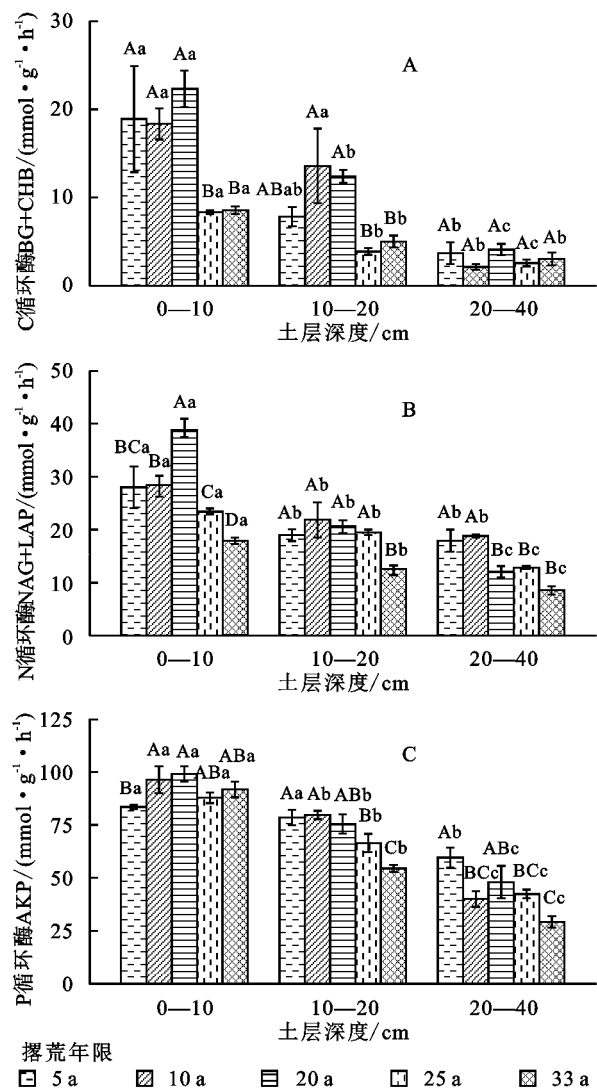 C循环酶BG+CHB/(mmol·g⁻¹·h⁻¹)
30
20
10
0
A
Aa Aa Aa Ba Ba
ABab Aa Ab Bb Bb
Ab Ab Ac Ac Ab
0—10 10—20 20—40
土层深度/cm
N循环酶NAG+LAP/(mmol·g⁻¹·h⁻¹)
50
40
30
20
10
0
B
BCa Ba Aa Ca Da
Ab Ab Ab Ab Bb
Ab Ab Bc Bc Bc
0—10 10—20 20—40
土层深度/cm
P循环酶AKP/(mmol·g⁻¹·h⁻¹)
125
100
75
50
25
0
C
Ba Aa Aa ABa ABa
Aa Ab ABb Bb Cb
Ab BCc ABc BCc Cc
0—10 10—20 20—40
土层深度/cm
撂荒年限
5 a 10 a 20 a 25 a 33 a